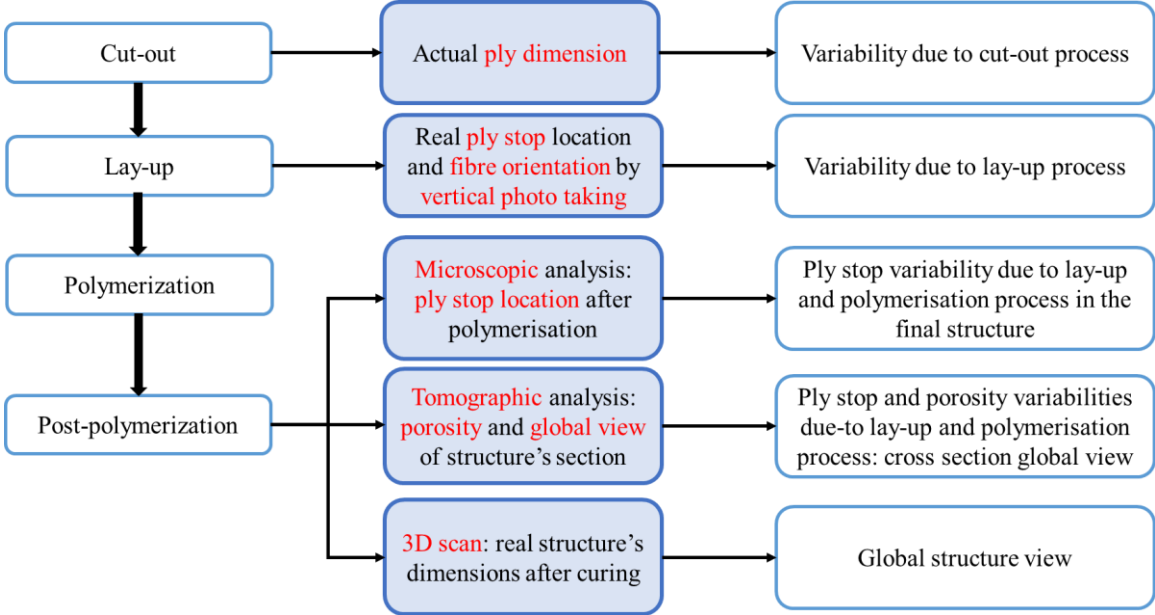 Cut-out
Actual ply dimension
Variability due to cut-out process
Lay-up
Real ply stop location
and fibre orientation by
vertical photo taking
Variability due to lay-up process
Polymerization
Microscopic analysis:
ply stop location after
polymerisation
Ply stop variability due to lay-up
and polymerisation process in the
final structure
Post-polymerization
Tomographic analysis:
porosity and global view
of structure’s section
Ply stop and porosity variabilities
due-to lay-up and polymerisation
process: cross section global view
3D scan: real structure’s
dimensions after curing
Global structure view